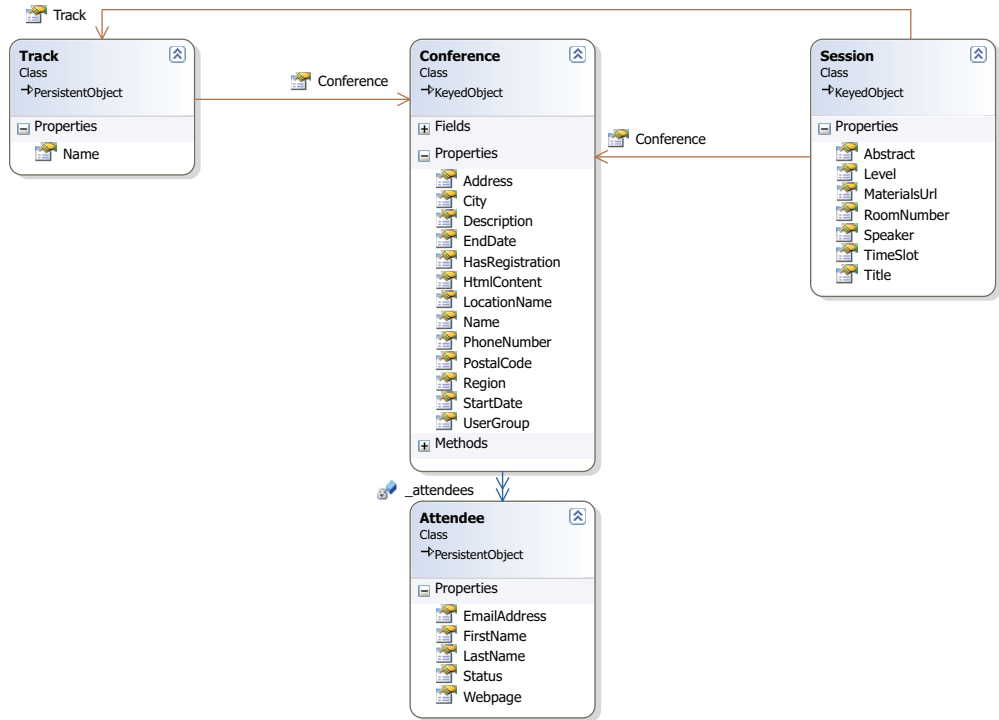 Track
Track
Class
PersistentObject
Properties
Name
Conference
Conference
Class
KeyedObject
Fields
Properties
Address
City
Description
EndDate
HasRegistration
HtmlContent
LocationName
Name
PhoneNumber
PostalCode
Region
StartDate
UserGroup
Methods
Conference
Session
Class
KeyedObject
Properties
Abstract
Level
MaterialsUrl
RoomNumber
Speaker
TimeSlot
Title
_attendees
Attendee
Class
PersistentObject
Properties
EmailAddress
FirstName
LastName
Status
Webpage